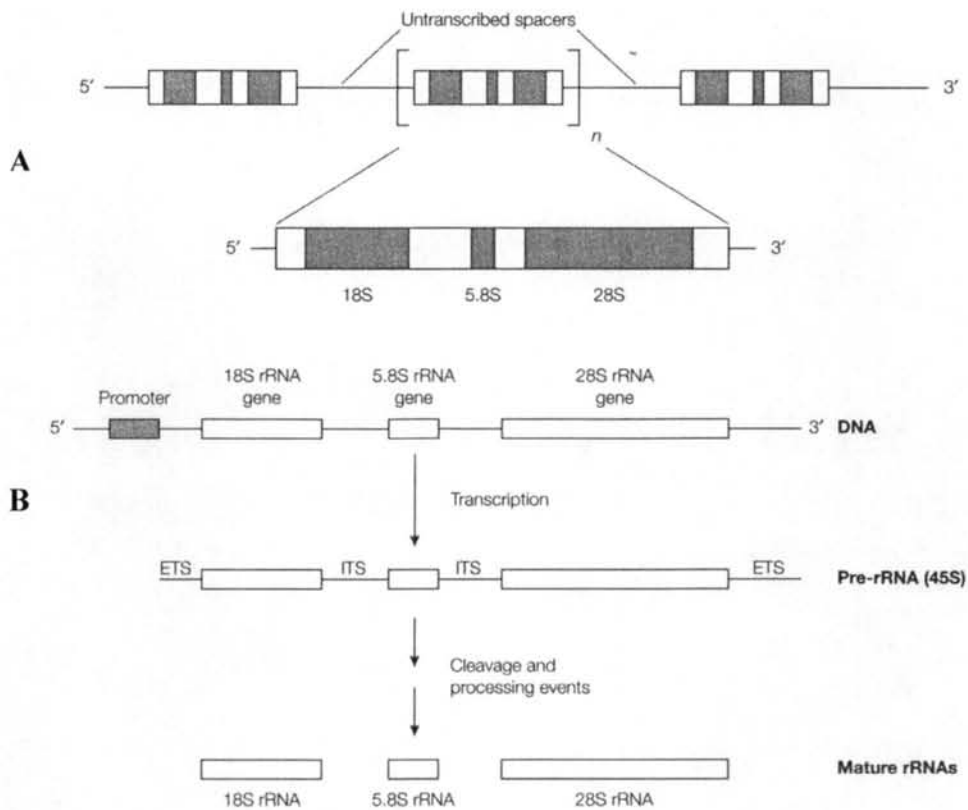 Untranscribed spacers
5′ 3′
n
A
5′ 3′
18S 5.8S 28S
18S rRNA gene 5.8S rRNA gene 28S rRNA gene
Promoter
5′ 3′ DNA
B
Transcription
ETS ITS ITS ETS
Pre-rRNA (45S)
Cleavage and
processing events
Mature rRNAs
18S rRNA 5.8S rRNA 28S rRNA